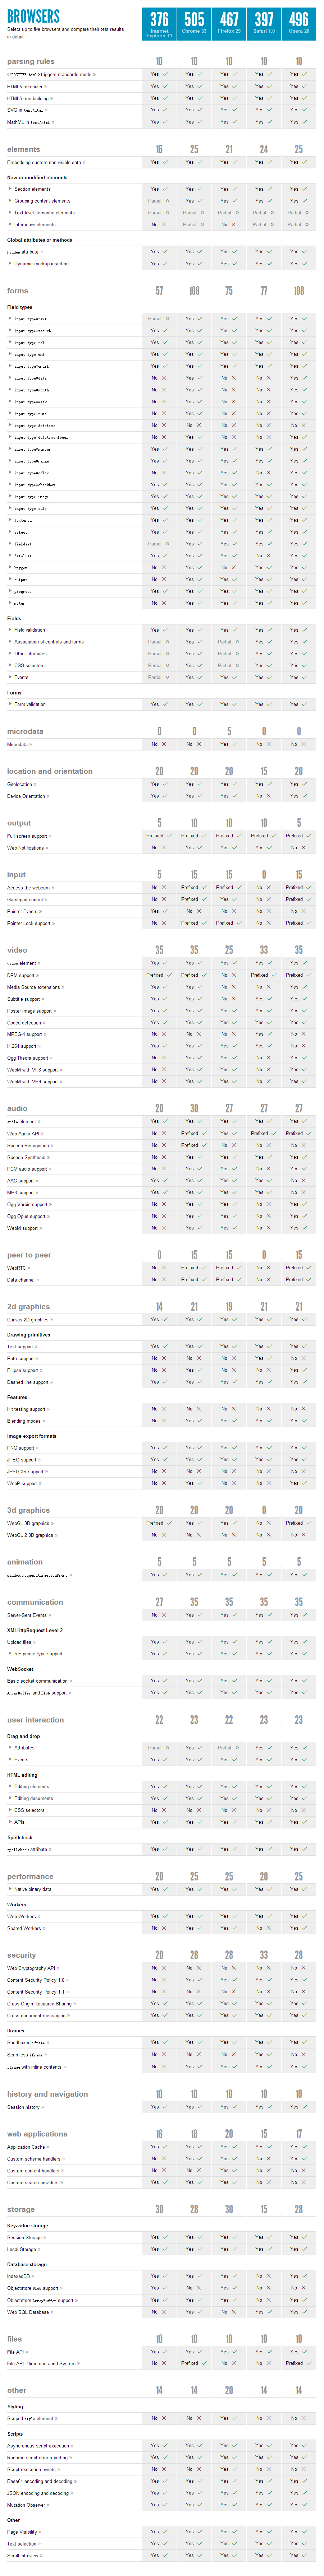 BROWSERS
Select up to five browsers and compare their test results
in detail
376 505 467 397 496
Internet Explorer 11 Chrome 33 Firefox 29 Safari 7.0 Opera 20
parsing rules 10 10 10 10 10
<!DOCTYPE html> triggers standards mode Yes Yes Yes Yes Yes
HTML5 tokenizer Yes Yes Yes Yes Yes
HTML5 tree building Yes Yes Yes Yes Yes
SVG in text/html Yes Yes Yes Yes Yes
MathML in text/html Yes Yes Yes Yes Yes
elements 16 25 21 24 25
Embedding custom non-visible data Yes Yes Yes Yes Yes
New or modified elements
Section elements Yes Yes Yes Yes Yes
Grouping content elements Partial Yes Yes Yes Yes
Text-level semantic elements Partial Partial Partial Partial Partial
Interactive elements No Partial No Partial Partial
Global attributes or methods
hidden attribute Yes Yes Yes Yes Yes
Dynamic markup insertion Yes Yes Yes Yes Yes
forms 57 108 75 77 108
Field types
input type=text Partial Yes Yes Yes Yes
input type=search Yes Yes Yes Yes Yes
input type=tel Yes Yes Yes Yes Yes
input type=url Yes Yes Yes Yes Yes
input type=email Yes Yes Yes Yes Yes
input type=date No Yes No No Yes
input type=month No Yes No No Yes
input type=week No Yes No No Yes
input type=time No Yes No No Yes
input type=datetime No No No No No
input type=datetime-local No Yes No No Yes
input type=number Yes Yes Yes Yes Yes
input type=range Yes Yes Yes Yes Yes
input type=color No Yes Yes No Yes
input type=checkbox Yes Yes Yes Yes Yes
input type=image Yes Yes Yes Yes Yes
input type=file Yes Yes Yes Yes Yes
textarea Yes Yes Yes Yes Yes
select Yes Yes Yes Yes Yes
fieldset Partial Yes Yes Yes Yes
datalist Yes Yes Yes No Yes
keygen No Yes No Yes Yes
output No Yes Yes Yes Yes
progress Yes Yes Yes Yes Yes
meter No Yes Yes Yes Yes
Fields
Field validation Yes Yes Yes Yes Yes
Association of controls and forms Partial Yes Partial Yes Yes
Other attributes Partial Yes Partial Yes Yes
CSS selectors Partial Yes Partial Yes Yes
Events Partial Yes Partial Yes Yes
Forms
Form validation Yes Yes Yes Yes Yes
microdata 0 0 5 0 0
Microdata No No Yes No No
location and orientation 20 20 20 15 20
Geolocation Yes Yes Yes Yes Yes
Device Orientation Yes Yes Yes No Yes
output 5 10 10 10 5
Full screen support Prefixed Prefixed Prefixed Prefixed Prefixed
Web Notifications No Yes Yes Yes No
input 5 15 15 0 15
Access the webcam No Prefixed Prefixed No Prefixed
Gamepad control No Prefixed Yes No Prefixed
Pointer Events Yes No No No No
Pointer Lock support No Prefixed Prefixed No Prefixed
video 35 35 25 33 35
video element Yes Yes Yes Yes Yes
DRM support Prefixed Prefixed No Prefixed Prefixed
Media Source extensions Yes Yes No No Yes
Subtitle support Yes Yes No Yes Yes
Poster image support Yes Yes Yes Yes Yes
Codec detection Yes Yes Yes Yes Yes
MPEG-4 support No No No Yes No
H.264 support Yes Yes Yes Yes No
Ogg Theora support No Yes Yes No Yes
WebM with VP8 support No Yes Yes No Yes
WebM with VP9 support No Yes Yes No Yes
audio 20 30 27 27 27
audio element Yes Yes Yes Yes Yes
Web Audio API No Prefixed Yes Prefixed Prefixed
Speech Recognition No Prefixed No No No
Speech Synthesis No Yes No Yes No
PCM audio support No Yes Yes Yes Yes
AAC support Yes Yes Yes Yes No
MP3 support Yes Yes Yes Yes No
Ogg Vorbis support No Yes Yes No Yes
Ogg Opus support No Yes Yes No Yes
WebM support No Yes Yes No Yes
peer to peer 0 15 15 0 15
WebRTC No Prefixed Prefixed No Prefixed
Data channel No Prefixed Prefixed No Prefixed
2d graphics 14 21 19 21 21
Canvas 2D graphics Yes Yes Yes Yes Yes
Drawing primitives
Text support Yes Yes Yes Yes Yes
Path support No No No Yes No
Ellipse support No Yes No No Yes
Dashed line support Yes Yes Yes Yes Yes
Features
Hit testing support No No No No No
Blending modes No Yes Yes Yes Yes
Image export formats
PNG support Yes Yes Yes Yes Yes
JPEG support Yes Yes Yes Yes Yes
JPEG-XR support No No No No No
WebP support No Yes No No Yes
3d graphics 20 20 20 0 20
WebGL 3D graphics Prefixed Yes Yes No Prefixed
WebGL 2 3D graphics No No No No No
animation 5 5 5 5 5
window.requestAnimationFrame Yes Yes Yes Yes Yes
communication 27 35 35 35 35
Server-Sent Events No Yes Yes Yes Yes
XMLHttpRequest Level 2
Upload files Yes Yes Yes Yes Yes
Response type support Yes Yes Yes Yes Yes
WebSocket
Basic socket communication Yes Yes Yes Yes Yes
ArrayBuffer and Blob support Yes Yes Yes Yes Yes
user interaction 22 23 22 23 23
Drag and drop
Attributes Partial Yes Partial Yes Yes
Events Yes Yes Yes Yes Yes
HTML editing
Editing elements Yes Yes Yes Yes Yes
Editing documents Yes Yes Yes Yes Yes
CSS selectors No No No No No
APIs Yes Yes Yes Yes Yes
Spellcheck
spellcheck attribute Yes Yes Yes Yes Yes
performance 20 25 25 20 25
Native binary data Yes Yes Yes Yes Yes
Workers
Web Workers Yes Yes Yes Yes Yes
Shared Workers No Yes Yes No Yes
security 20 28 28 33 28
Web Cryptography API No No No Yes No
Content Security Policy 1.0 No Yes Yes Yes Yes
Content Security Policy 1.1 No No No No No
Cross-Origin Resource Sharing Yes Yes Yes Yes Yes
Cross-document messaging Yes Yes Yes Yes Yes
Iframes
Sandboxed iframe Yes Yes Yes Yes Yes
Seamless iframe No No No Yes No
iframe with inline contents No Yes Yes Yes Yes
history and navigation 10 10 10 10 10
Session history Yes Yes Yes Yes Yes
web applications 16 18 20 15 17
Application Cache Yes Yes Yes Yes Yes
Custom scheme handlers No Yes Yes No Yes
Custom content handlers No No Yes No No
Custom search providers Yes Yes Yes No No
storage 30 28 30 15 28
Key-value storage
Session Storage Yes Yes Yes Yes Yes
Local Storage Yes Yes Yes Yes Yes
Database storage
IndexedDB Yes Yes Yes No Yes
Objectstore Blob support Yes No Yes No No
Objectstore ArrayBuffer support Yes Yes Yes No Yes
Web SQL Database No Yes No Yes Yes
files 10 10 10 10 10
File API Yes Yes Yes Yes Yes
File API: Directories and System No Prefixed No No Prefixed
other 14 14 20 14 14
Styling
Scoped style element No No Yes No No
Scripts
Asyncronous script execution Yes Yes Yes Yes Yes
Runtime script error reporting Yes Yes Yes Yes Yes
Script execution events No No Yes No No
Base64 encoding and decoding Yes Yes Yes Yes Yes
JSON encoding and decoding Yes Yes Yes Yes Yes
Mutation Observer Yes Yes Yes Yes Yes
Other
Page Visibility Yes Yes Yes Yes Yes
Text selection Yes Yes Yes Yes Yes
Scroll into view Yes Yes Yes Yes Yes